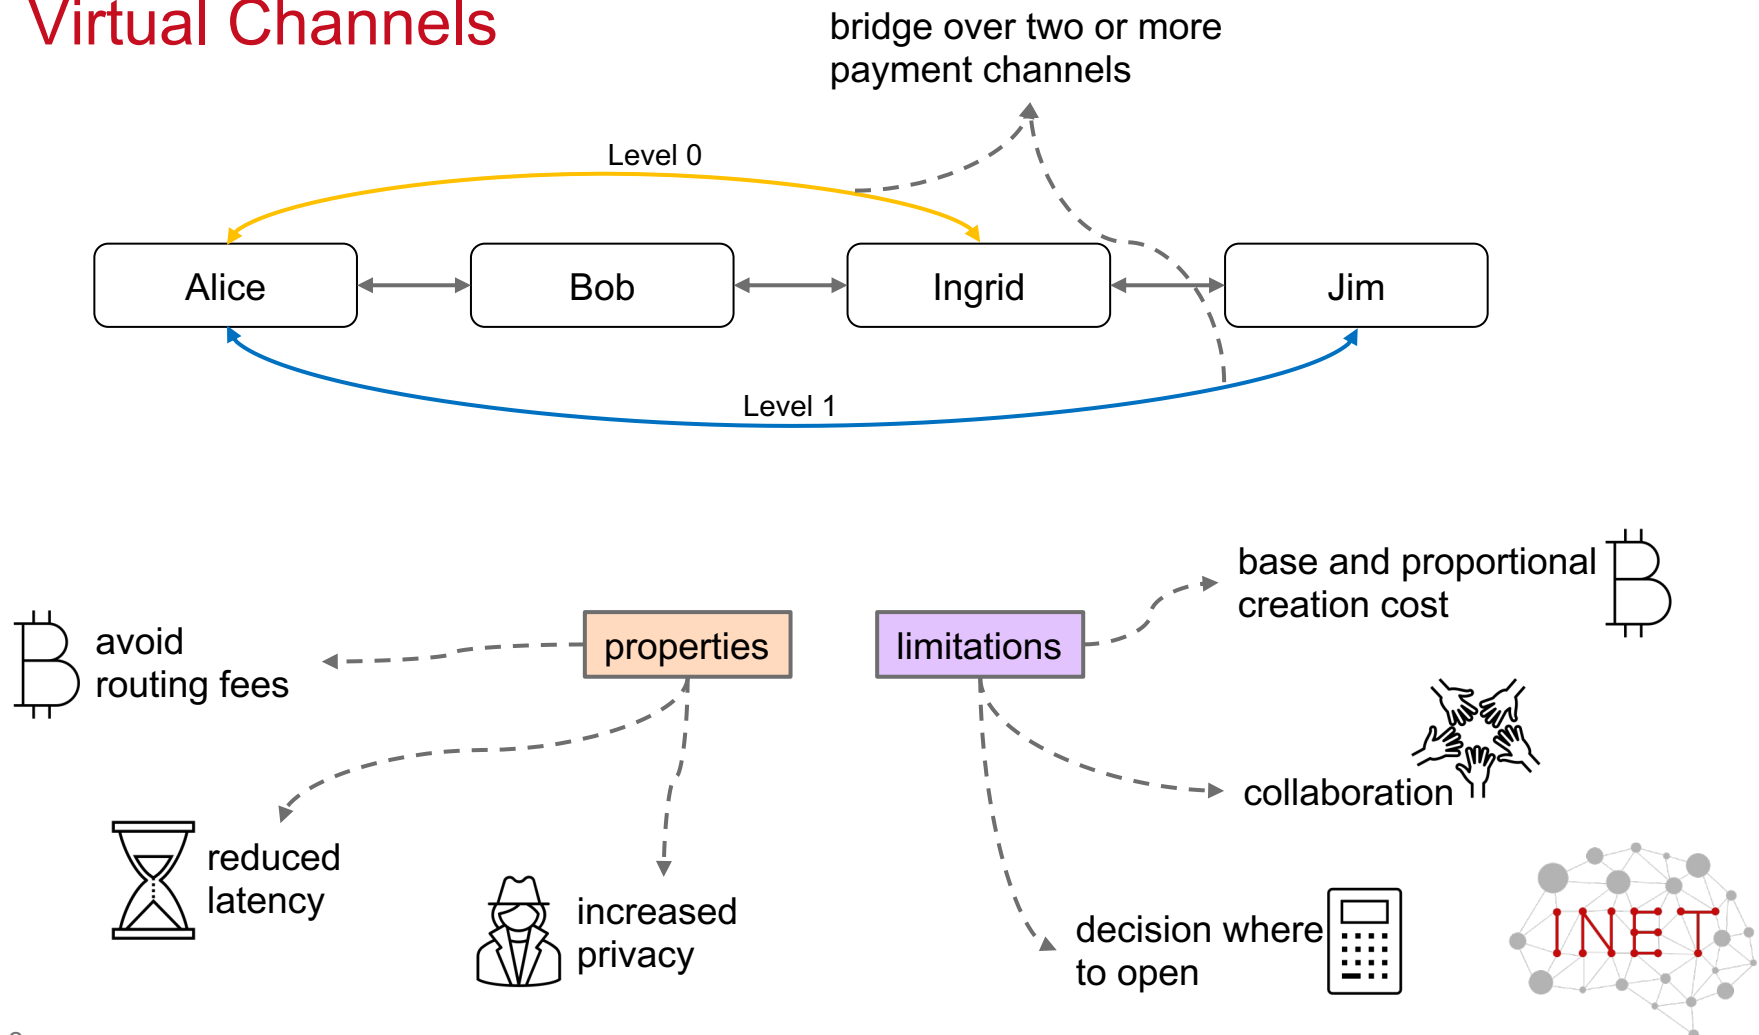 Virtual Channels
bridge over two or more
payment channels
Level 0
Alice
Bob
Ingrid
Jim
Level 1
properties
limitations
avoid
routing fees
reduced
latency
increased
privacy
base and proportional
creation cost
collaboration
decision where
to open
INET